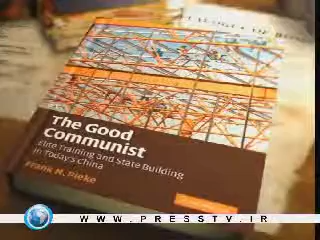 The Good
Communist
Elite Training and State Building
in Today's China
Frank N. Pieke
WWW.PRESSTV.IR